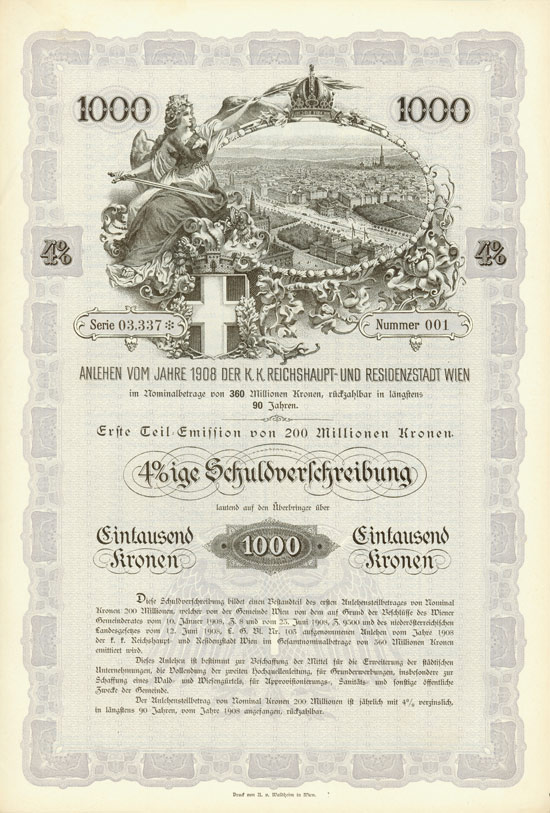 1000 1000
4% 4%
Serie 03.337 Nummer 001
ANLEHEN VOM JAHRE 1908 DER K. K. REICHSHAUPT- UND RESIDENZSTADT WIEN
im Nominalbetrage von 360 Millionen Kronen, rückzahlbar in längstens
90 Jahren.
Erste Teil-Emission von 200 Millionen Kronen.
4%ige Schuldverschreibung
lautend auf den Überbringer über
Eintausend 1000 Eintausend
Kronen Kronen
Diese Schuldverschreibung bildet einen Bestandteil des ersten Anlehensteilbetrages von Nominal
Kronen 200 Millionen, welcher von der Gemeinde Wien von dem auf Grund der Beschlüsse des Wiener
Gemeinderates vom 10. Jänner 1908, Z. 8 und vom 23. Juni 1908, Z. 9500 und des niederösterreichischen
Landesgesetzes vom 12. Juni 1908, L. G. Bl. Nr. 103 aufgenommenen Anlehen vom Jahre 1908
der k. k. Reichshaupt- und Residenzstadt Wien im Gesamtnominalbetrage von 360 Millionen Kronen
emittiert wird.
Dieses Anlehen ist bestimmt zur Beschaffung der Mittel für die Erweiterung der städtischen
Unternehmungen, die Vollendung der zweiten Hochquellenleitung, für Grunderwerbungen, insbesondere zur
Schaffung eines Wald- und Wiesengürtels, für Approvisionierungs-, Sanitäts- und sonstige öffentliche
Zwecke der Gemeinde.
Der Anlehensteilbetrag von Nominal Kronen 200 Millionen ist jährlich mit 4% verzinslich,
in längstens 90 Jahren, vom Jahre 1908 angefangen, rückzahlbar.
Druck von R. v. Waldheim in Wien.